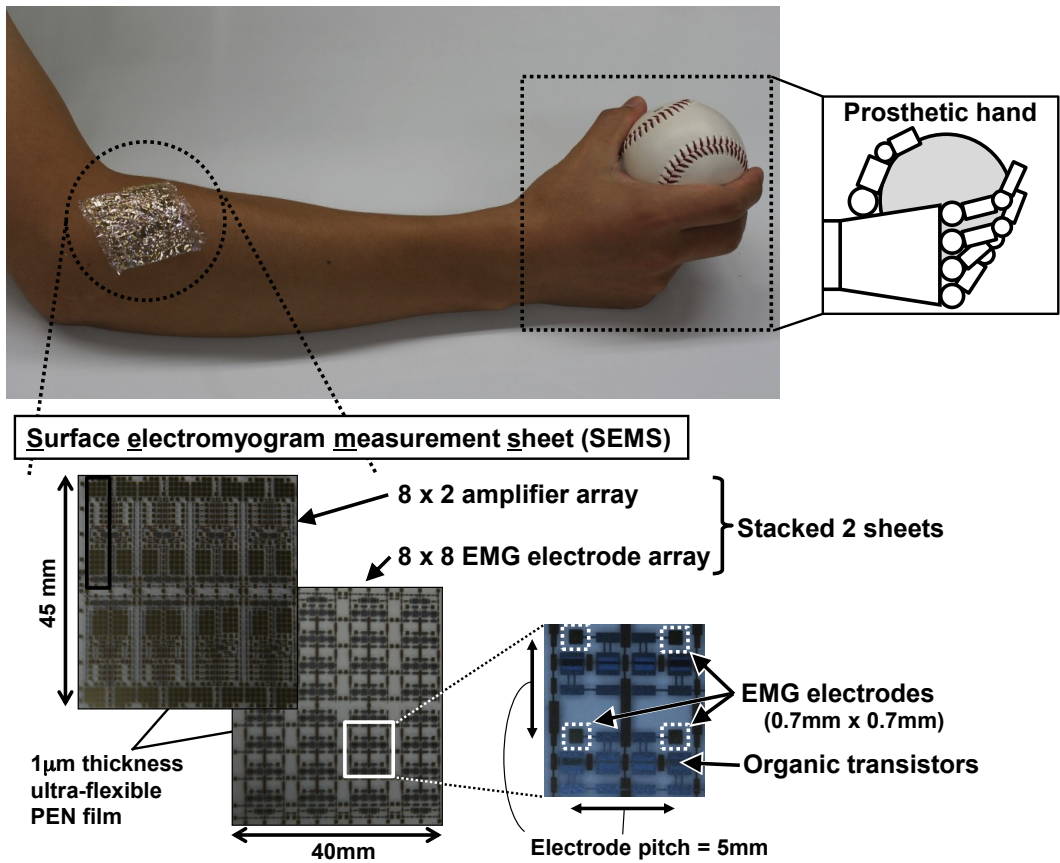 Prosthetic hand
Surface electromyogram measurement sheet (SEMS)
8 x 2 amplifier array
8 x 8 EMG electrode array
Stacked 2 sheets
45 mm
EMG electrodes
(0.7mm x 0.7mm)
Organic transistors
1μm thickness
ultra-flexible
PEN film
40mm
Electrode pitch = 5mm